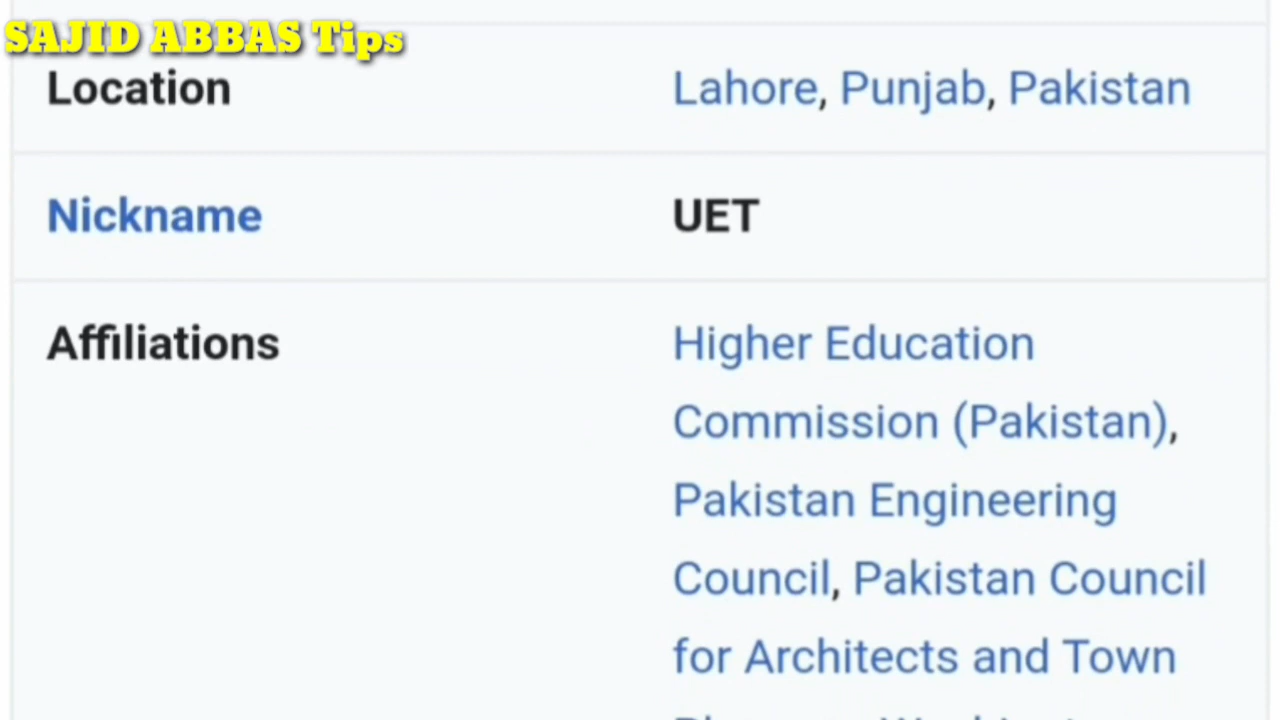 SAJID ABBAS Tips
Location Lahore, Punjab, Pakistan
Nickname UET
Affiliations Higher Education
Commission (Pakistan),
Pakistan Engineering
Council, Pakistan Council
for Architects and Town